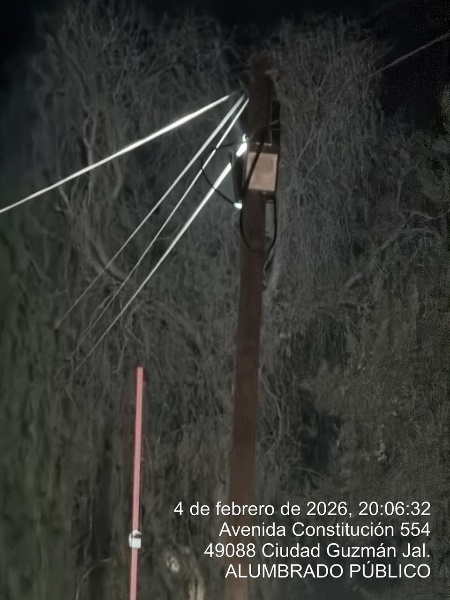 4 de febrero de 2026, 20:06:32
Avenida Constitución 554
49088 Ciudad Guzmán Jal.
ALUMBRADO PÚBLICO